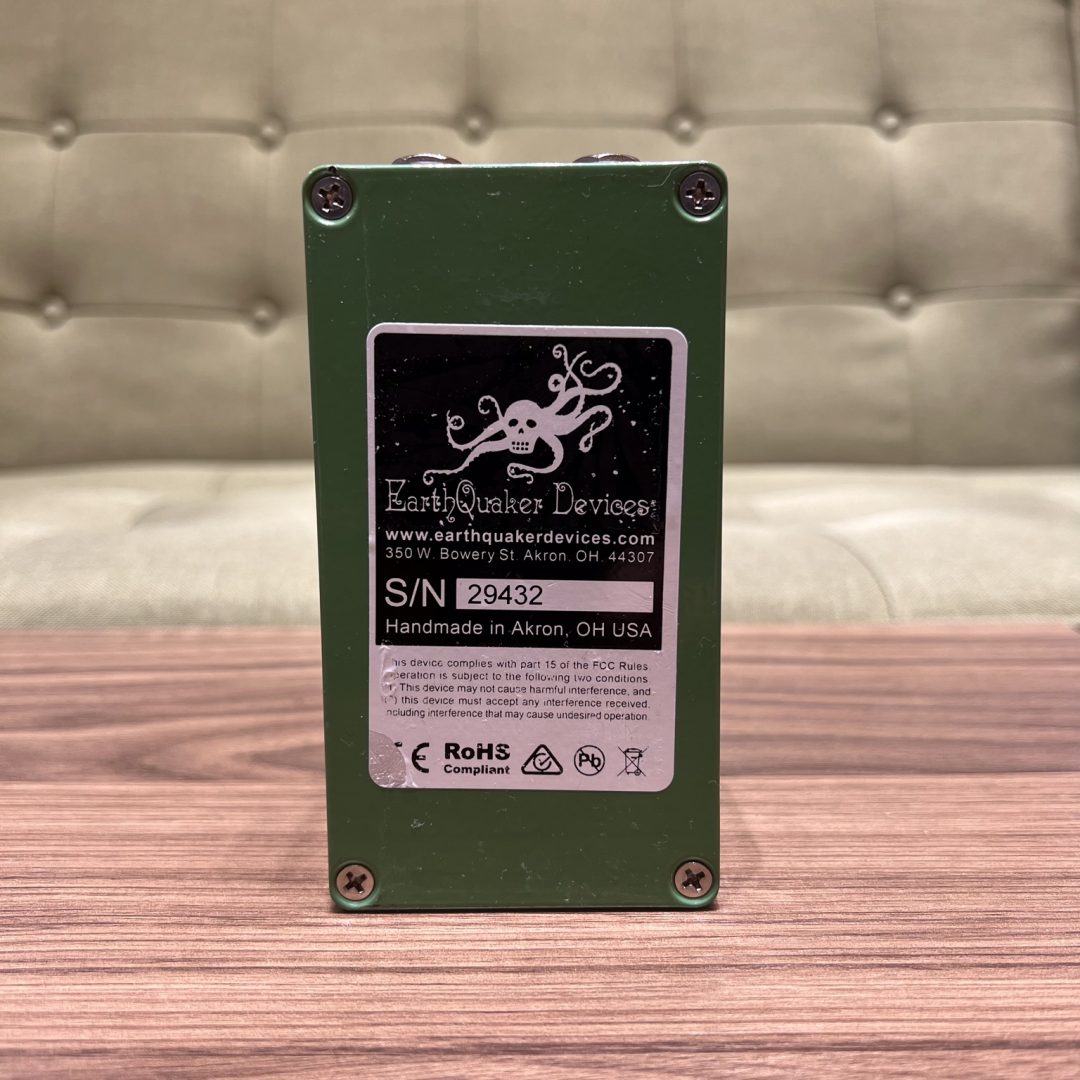 EarthQuaker Devices
www.earthquakerdevices.com
350 W. Bowery St. Akron. OH. 44307
S/N 29432
Handmade in Akron, OH USA
his device complies with part 15 of the FCC Rules
peration is subject to the following two conditions
This device may not cause harmful interference, and
) this device must accept any interference received,
ncluding interference that may cause undesired operation.
CE RoHS
Compliant
Pb